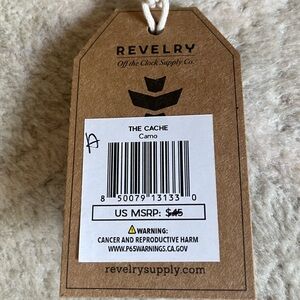 REVELRY
Off the Clock Supply Co.
THE CACHE
Camo
A
8 50079 13133 0
US MSRP: $45
⚠WARNING:
CANCER AND REPRODUCTIVE HARM
WWW.P65WARNINGS.CA.GOV
revelrysupply.com